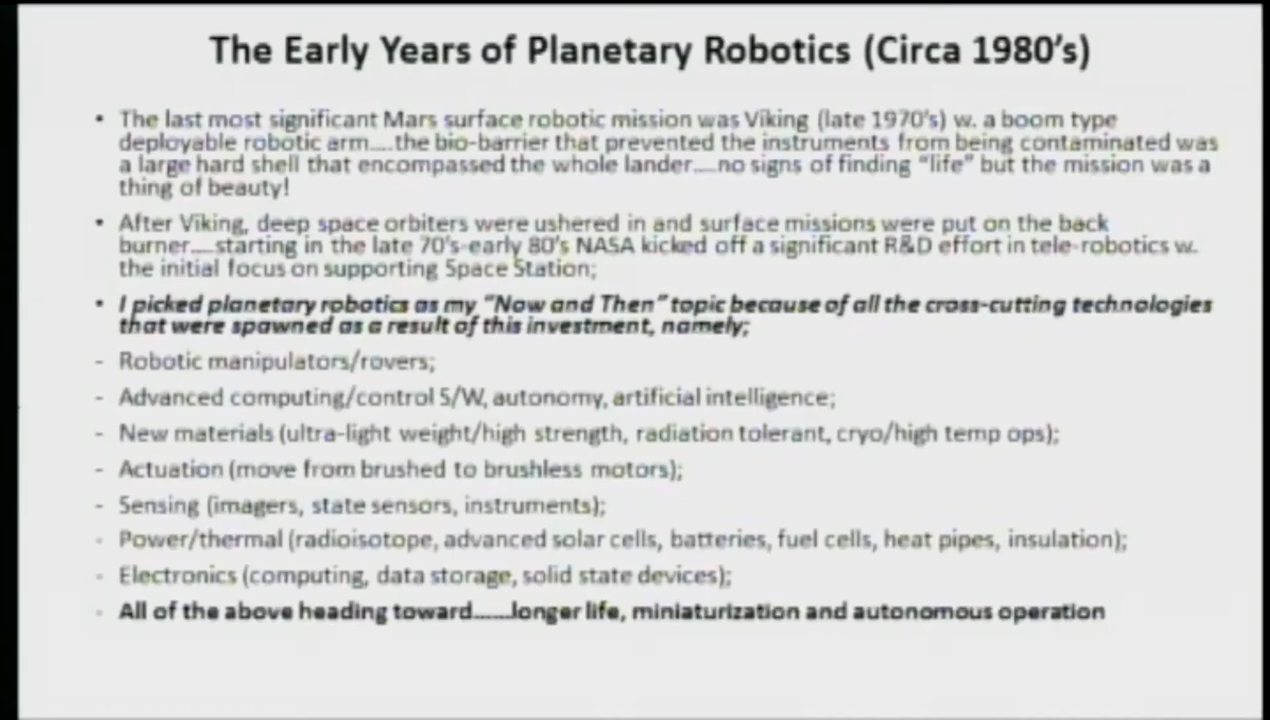 The Early Years of Planetary Robotics (Circa 1980's)
• The last most significant Mars surface robotic mission was Viking (late 1970's) w. a boom type
deployable robotic arm....the bio-barrier that prevented the instruments from being contaminated was
a large hard shell that encompassed the whole lander....no signs of finding "life" but the mission was a
thing of beauty!
• After Viking, deep space orbiters were ushered in and surface missions were put on the back
burner....starting in the late 70's-early 80's NASA kicked off a significant R&D effort in tele-robotics w.
the initial focus on supporting Space Station;
• I picked planetary robotics as my "Now and Then" topic because of all the cross-cutting technologies
that were spawned as a result of this investment, namely;
- Robotic manipulators/rovers;
- Advanced computing/control S/W, autonomy, artificial intelligence;
- New materials (ultra-light weight/high strength, radiation tolerant, cryo/high temp ops);
- Actuation (move from brushed to brushless motors);
- Sensing (imagers, state sensors, instruments);
- Power/thermal (radioisotope, advanced solar cells, batteries, fuel cells, heat pipes, insulation);
- Electronics (computing, data storage, solid state devices);
- All of the above heading toward......longer life, miniaturization and autonomous operation